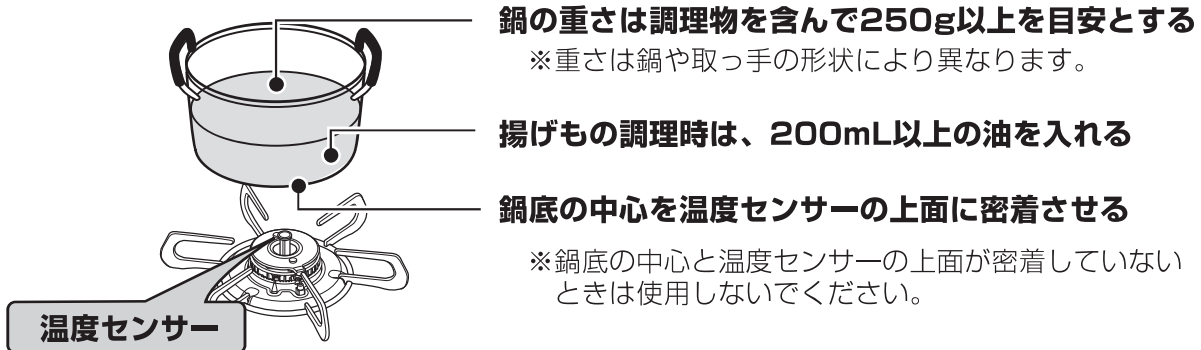 鍋の重さは調理物を含んで250g以上を目安とする
※重さは鍋や取っ手の形状により異なります。
揚げもの調理時は、200mL以上の油を入れる
鍋底の中心を温度センサーの上面に密着させる
※鍋底の中心と温度センサーの上面が密着していない
ときは使用しないでください。
温度センサー